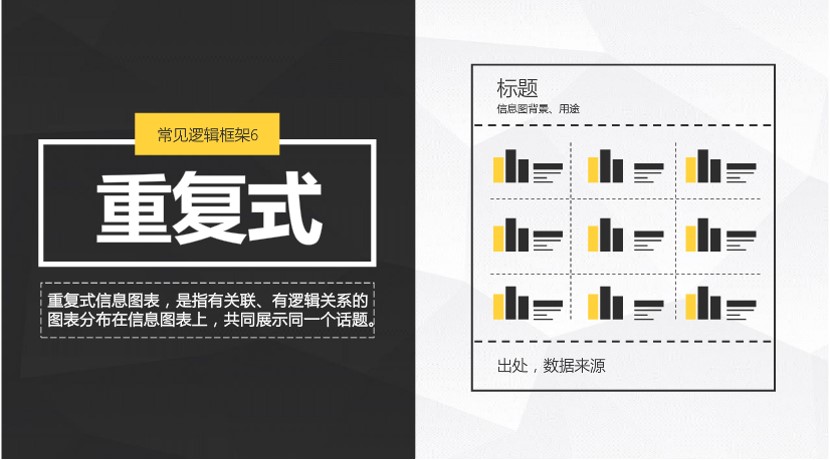 常见逻辑框架6
重复式
重复式信息图表，是指有关联、有逻辑关系的
图表分布在信息图表上，共同展示同一个话题。
标题
信息图背景、用途
出处，数据来源